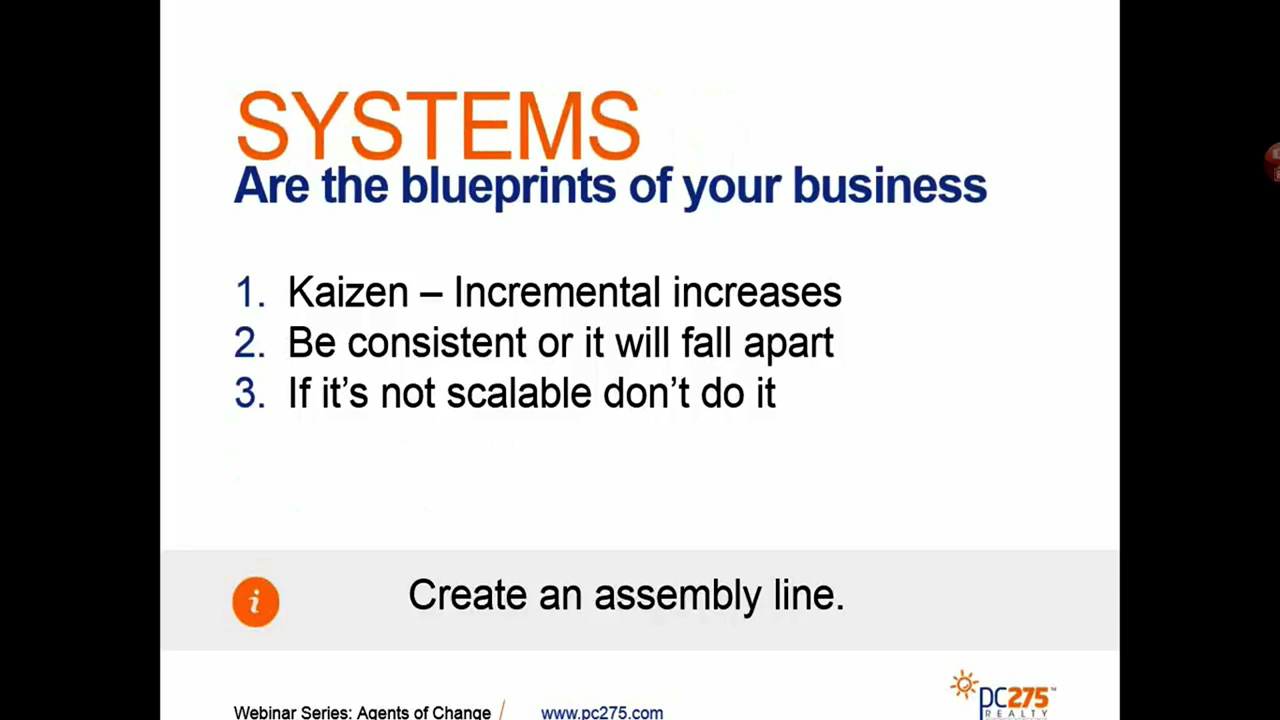 SYSTEMS
Are the blueprints of your business
1. Kaizen – Incremental increases
2. Be consistent or it will fall apart
3. If it’s not scalable don’t do it
i
Create an assembly line.
Webinar Series: Agents of Change / www.pc275.com
pc275™
REALTY